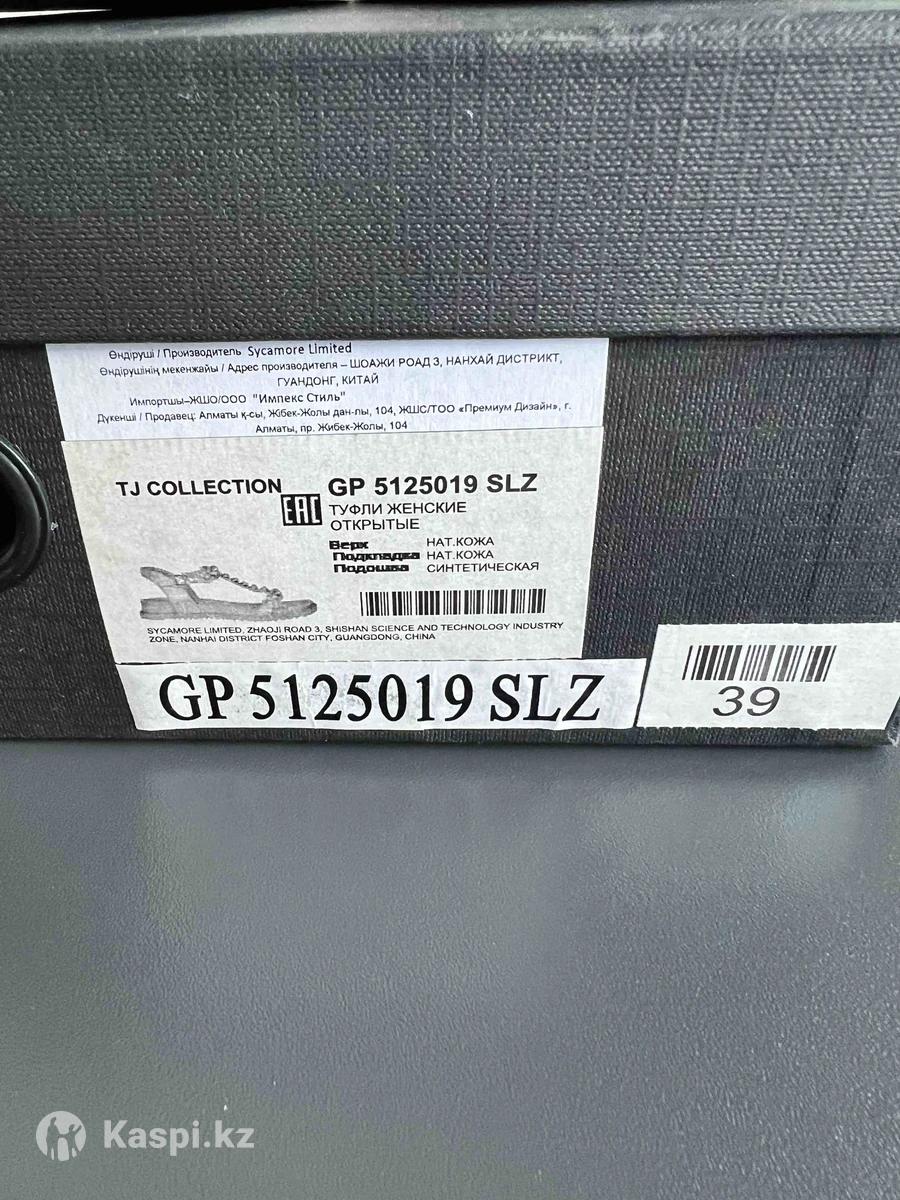 Өндіруші / Производитель Sycamore Limited
Өндірушінің мекенжайы / Адрес производителя – ШОАЖИ РОАД 3, НАНХАЙ ДИСТРИКТ,
ГУАНДОНГ, КИТАЙ
Импортшы–ЖШО/ООО "Импекс Стиль"
Дүкенші / Продавец: Алматы қ-сы, Жібек-Жолы дан-лы, 104, ЖШС/ТОО «Премиум Дизайн», г.
Алматы, пр. Жибек-Жолы, 104
TJ COLLECTION
EAC
GP 5125019 SLZ
ТУФЛИ ЖЕНСКИЕ
ОТКРЫТЫЕ
Верх НАТ.КОЖА
Подкладка НАТ.КОЖА
Подошва СИНТЕТИЧЕСКАЯ
SYCAMORE LIMITED, ZHAOJI ROAD 3, SHISHAN SCIENCE AND TECHNOLOGY INDUSTRY
ZONE, NANHAI DISTRICT FOSHAN CITY, GUANGDONG, CHINA
GP 5125019 SLZ
39
Kaspi.kz